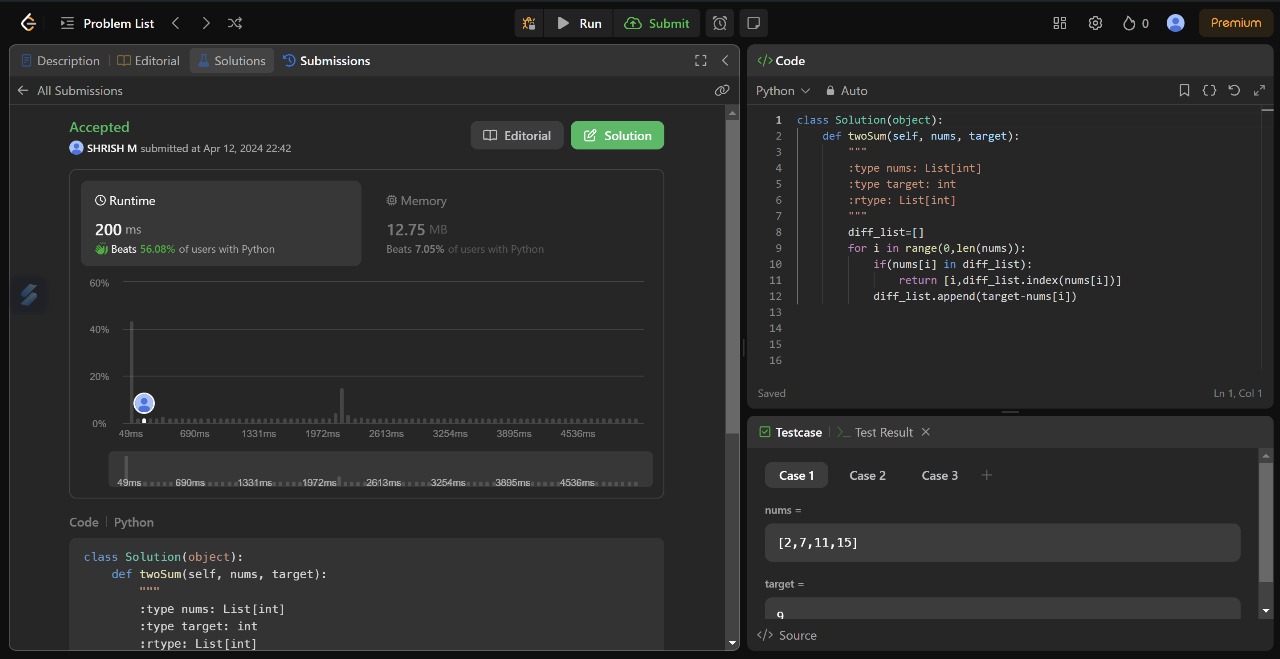 Problem List
Run
Submit
0
Premium
Description
Editorial
Solutions
Submissions
All Submissions
Accepted
SHRISH M submitted at Apr 12, 2024 22:42
Editorial
Solution
Runtime
200 ms
Beats 56.08% of users with Python
Memory
12.75 MB
Beats 7.05% of users with Python
60%
40%
20%
0%
49ms 690ms 1331ms 1972ms 2613ms 3254ms 3895ms 4536ms
49ms 690ms 1331ms 1972ms 2613ms 3254ms 3895ms 4536ms
Code | Python
class Solution(object):
    def twoSum(self, nums, target):
        """
        :type nums: List[int]
        :type target: int
        :rtype: List[int]
</> Code
Python
Auto
1 class Solution(object):
2     def twoSum(self, nums, target):
3         """
4         :type nums: List[int]
5         :type target: int
6         :rtype: List[int]
7         """
8         diff_list=[]
9         for i in range(0,len(nums)):
10             if(nums[i] in diff_list):
11                 return [i,diff_list.index(nums[i])]
12             diff_list.append(target-nums[i])
13
14
15
16
Saved
Ln 1, Col 1
Testcase
>_ Test Result
Case 1
Case 2
Case 3
+
nums =
[2,7,11,15]
target =
9
</> Source